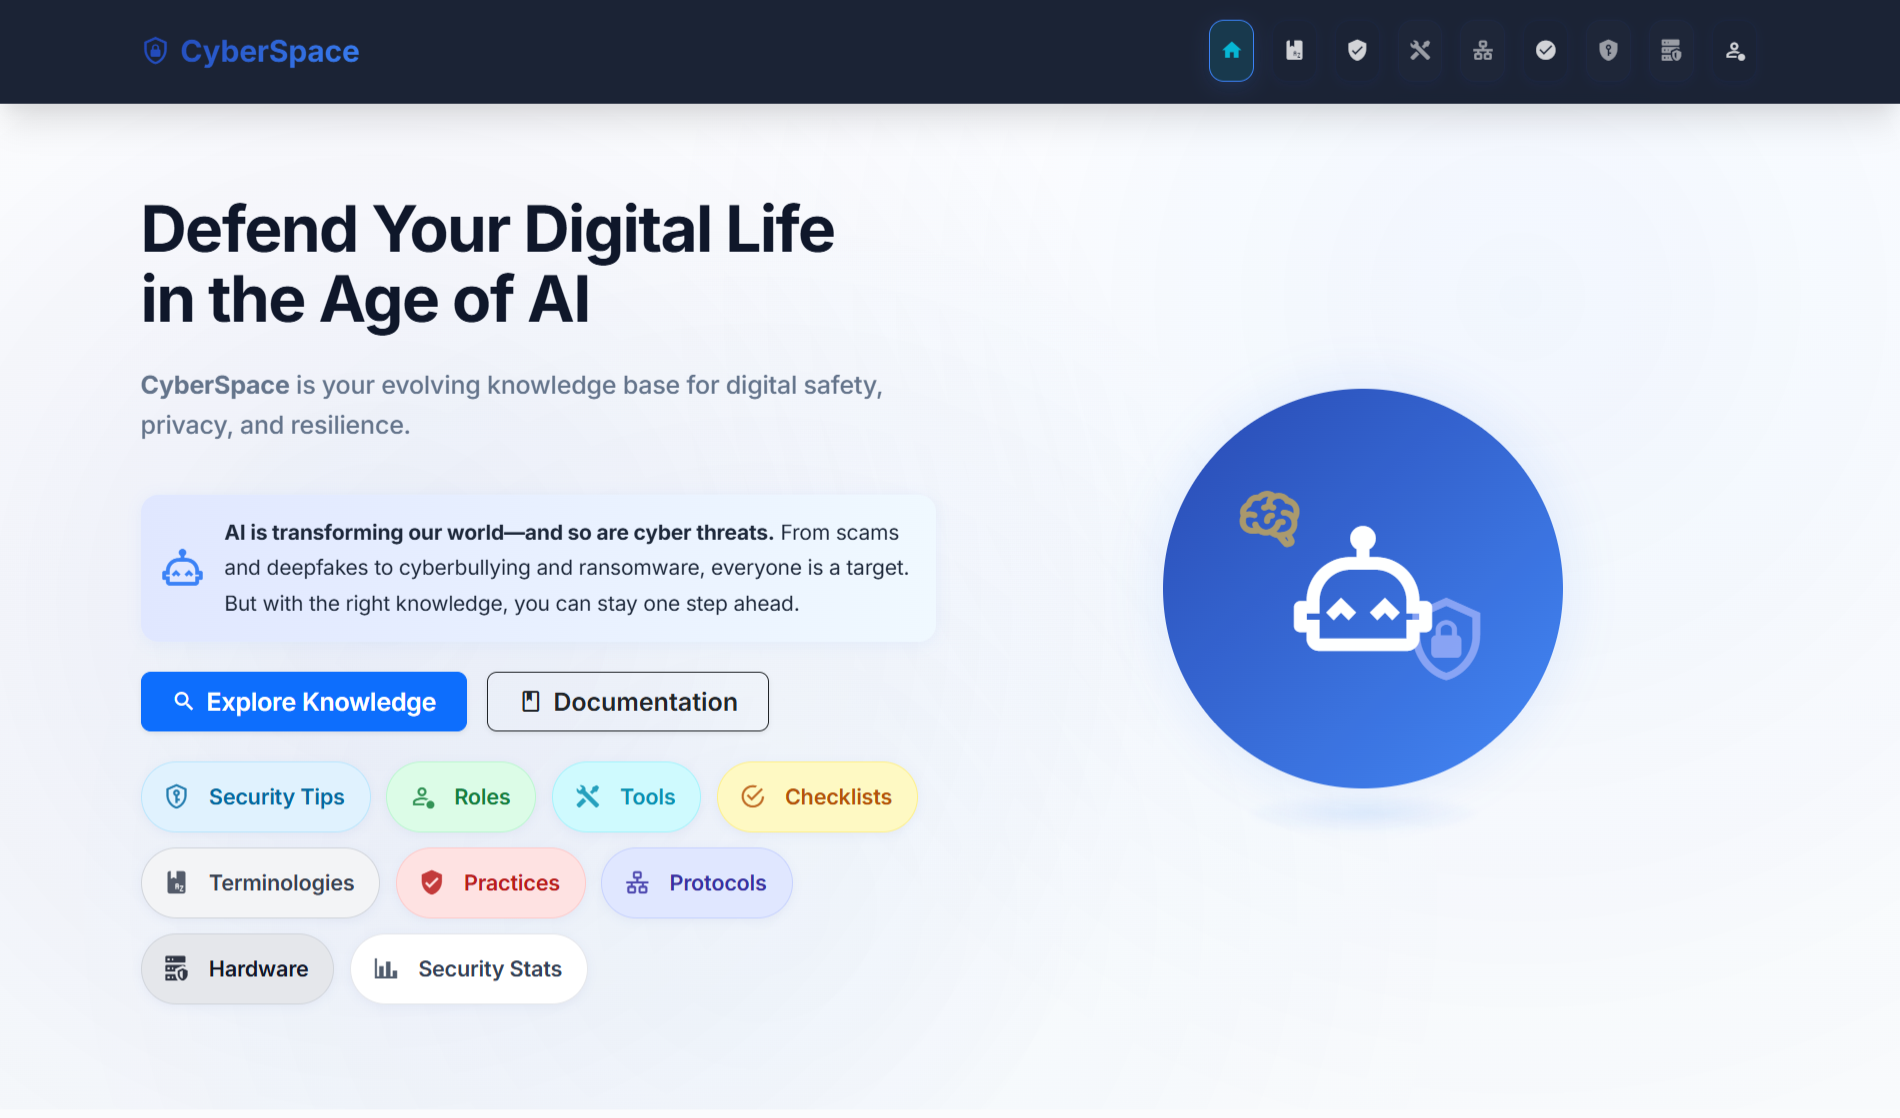 CyberSpace
Defend Your Digital Life
in the Age of AI
CyberSpace is your evolving knowledge base for digital safety,
privacy, and resilience.
AI is transforming our world—and so are cyber threats. From scams
and deepfakes to cyberbullying and ransomware, everyone is a target.
But with the right knowledge, you can stay one step ahead.
Explore Knowledge
Documentation
Security Tips
Roles
Tools
Checklists
Terminologies
Practices
Protocols
Hardware
Security Stats